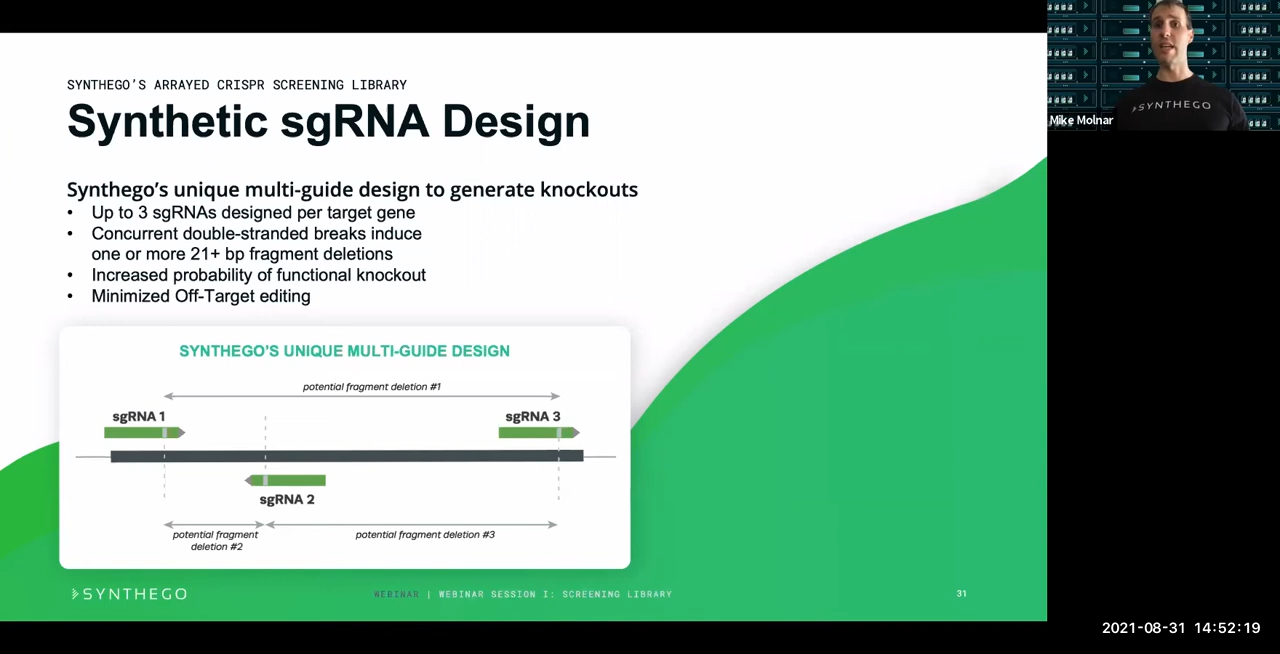 SYNTHEGO'S ARRAYED CRISPR SCREENING LIBRARY
Synthetic sgRNA Design
Synthego's unique multi-guide design to generate knockouts
• Up to 3 sgRNAs designed per target gene
• Concurrent double-stranded breaks induce
one or more 21+ bp fragment deletions
• Increased probability of functional knockout
• Minimized Off-Target editing
SYNTHEGO'S UNIQUE MULTI-GUIDE DESIGN
potential fragment deletion #1
sgRNA 1
sgRNA 3
sgRNA 2
potential fragment
deletion #2
potential fragment deletion #3
SYNTHEGO
WEBINAR | WEBINAR SESSION I: SCREENING LIBRARY
31
SYNTHEGO
Mike Molnar
2021-08-31 14:52:19